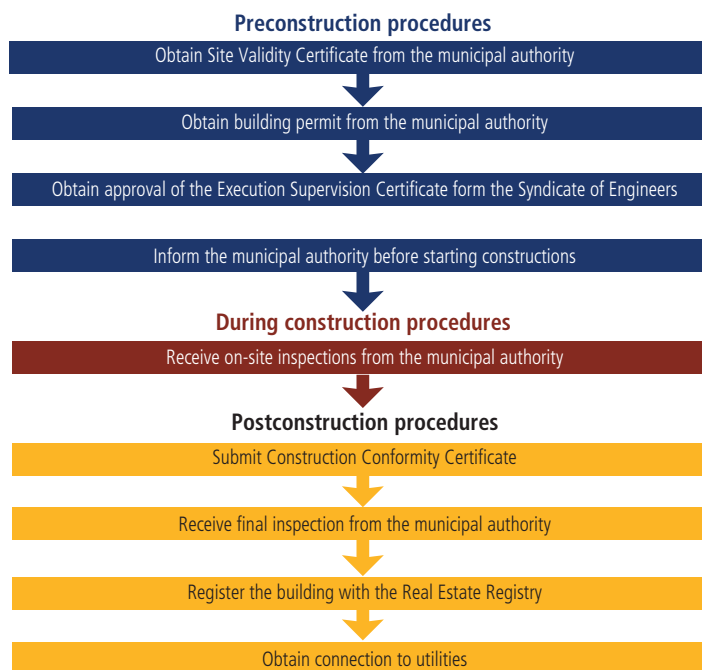 Preconstruction procedures
Obtain Site Validity Certificate from the municipal authority
Obtain building permit from the municipal authority
Obtain approval of the Execution Supervision Certificate form the Syndicate of Engineers
Inform the municipal authority before starting constructions
During construction procedures
Receive on-site inspections from the municipal authority
Postconstruction procedures
Submit Construction Conformity Certificate
Receive final inspection from the municipal authority
Register the building with the Real Estate Registry
Obtain connection to utilities